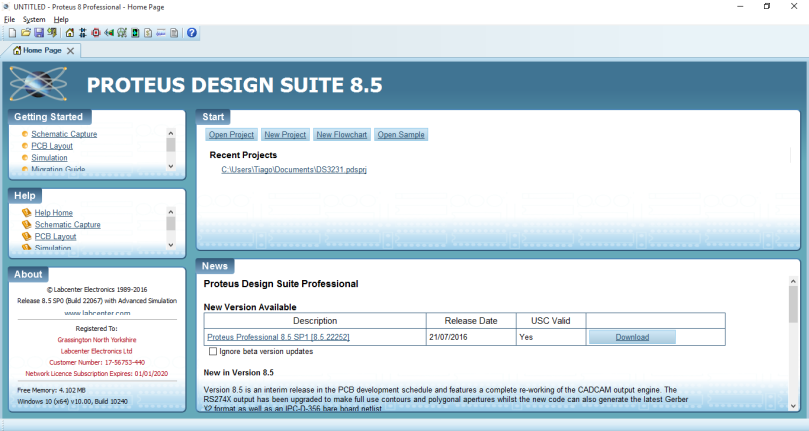 UNTITLED - Proteus 8 Professional - Home Page
File System Help
Home Page
PROTEUS DESIGN SUITE 8.5
Getting Started
Schematic Capture
PCB Layout
Simulation
Migration Guide
Help
Help Home
Schematic Capture
PCB Layout
Simulation
About
© Labcenter Electronics 1989-2016
Release 8.5 SP0 (Build 22067) with Advanced Simulation
www.labcenter.com
Registered To:
Grassington North Yorkshire
Labcenter Electronics Ltd
Customer Number: 17-56753-440
Network Licence Subscription Expires: 01/01/2020
Free Memory: 4.102 MB
Windows 10 (x64) v10.00, Build 10240
Start
Open Project New Project New Flowchart Open Sample
Recent Projects
C:\Users\Tiago\Documents\DS3231.pdsprj
News
Proteus Design Suite Professional
New Version Available
Description Release Date USC Valid
Proteus Professional 8.5 SP1 [8.5.22252] 21/07/2016 Yes Download
Ignore beta version updates
New in Version 8.5
Version 8.5 is an interim release in the PCB development schedule and features a complete re-working of the CADCAM output engine. The
RS274X output has been upgraded to make full use contours and polygonal apertures whilst the new code can also generate the latest Gerber
X2 format as well as an IPC-D-356 bare board netlist.